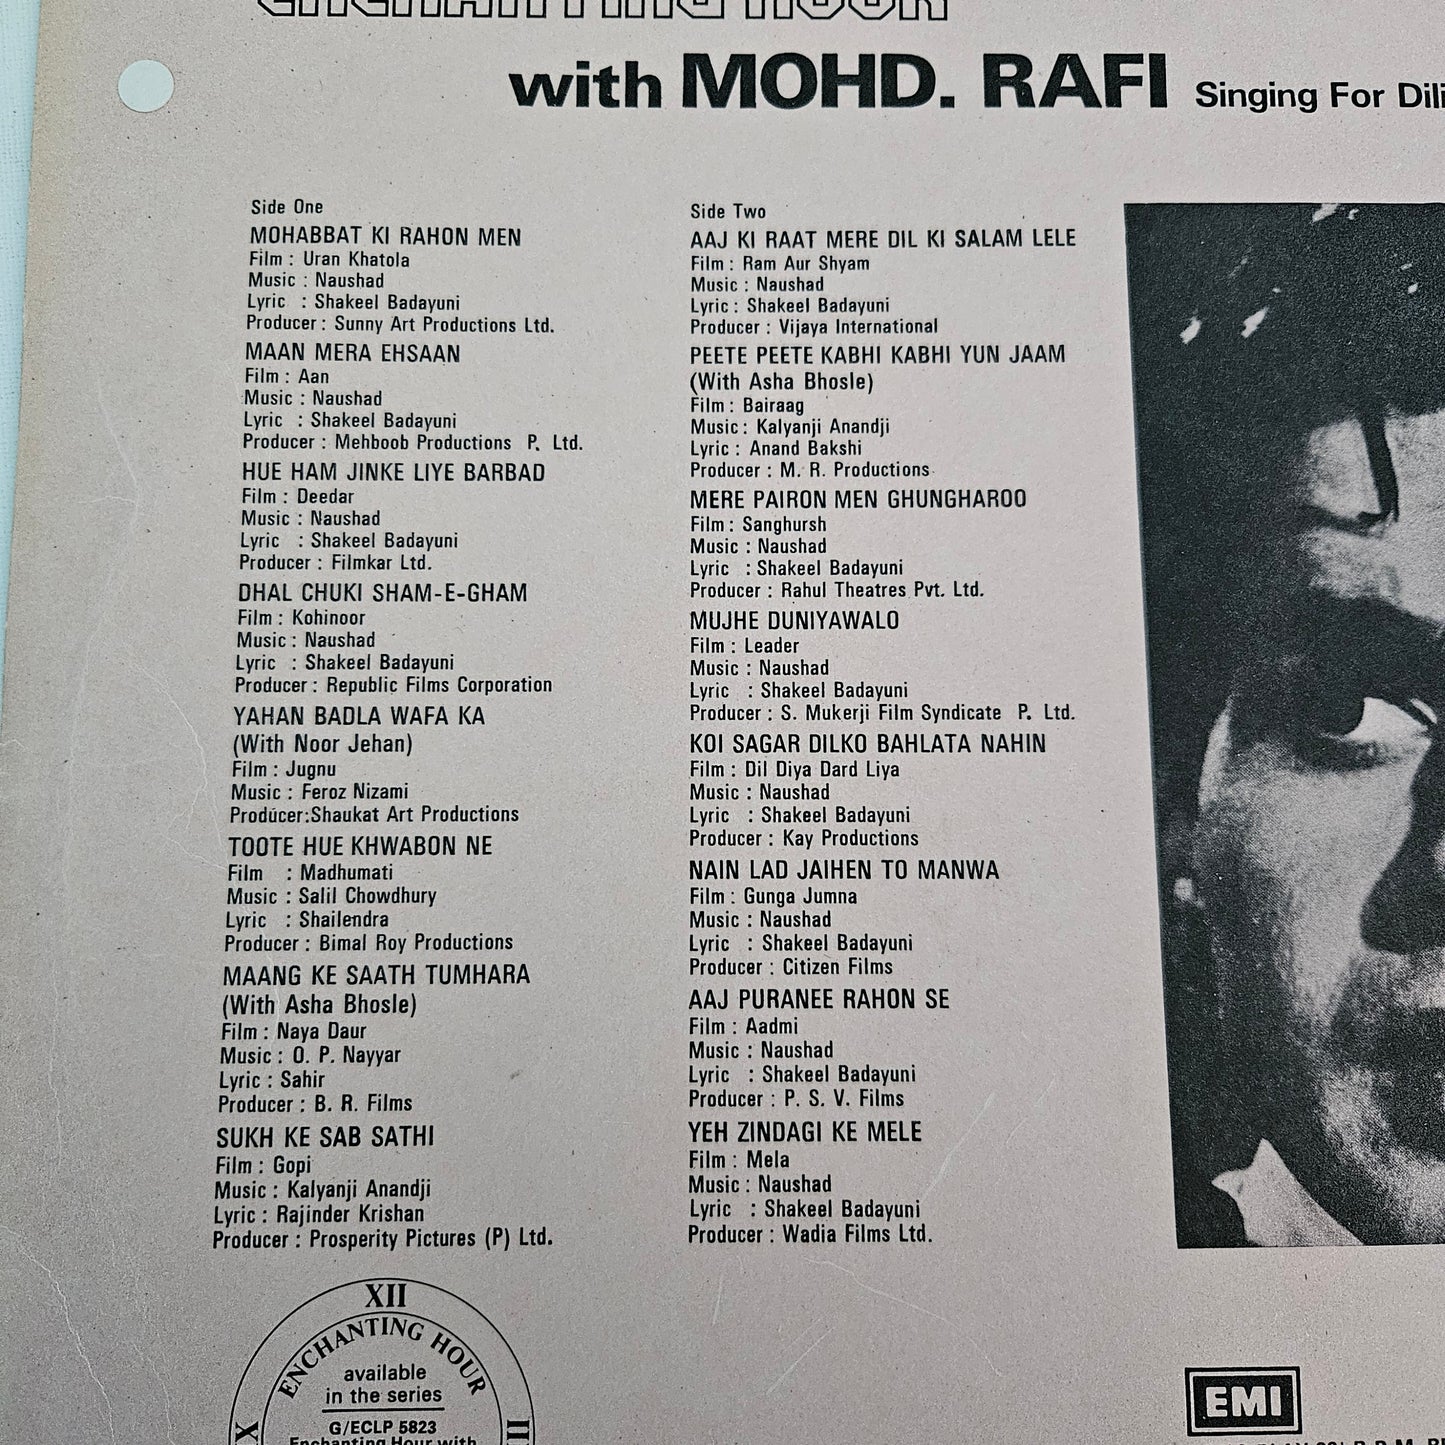 ENCHANTING HOUR
with MOHD. RAFI Singing For Dili
Side One
MOHABBAT KI RAHON MEN
Film : Uran Khatola
Music : Naushad
Lyric : Shakeel Badayuni
Producer : Sunny Art Productions Ltd.
MAAN MERA EHSAAN
Film : Aan
Music : Naushad
Lyric : Shakeel Badayuni
Producer : Mehboob Productions P. Ltd.
HUE HAM JINKE LIYE BARBAD
Film : Deedar
Music : Naushad
Lyric : Shakeel Badayuni
Producer : Filmkar Ltd.
DHAL CHUKI SHAM-E-GHAM
Film : Kohinoor
Music : Naushad
Lyric : Shakeel Badayuni
Producer : Republic Films Corporation
YAHAN BADLA WAFA KA
(With Noor Jehan)
Film : Jugnu
Music : Feroz Nizami
Producer:Shaukat Art Productions
TOOTE HUE KHWABON NE
Film : Madhumati
Music : Salil Chowdhury
Lyric : Shailendra
Producer : Bimal Roy Productions
MAANG KE SAATH TUMHARA
(With Asha Bhosle)
Film : Naya Daur
Music : O. P. Nayyar
Lyric : Sahir
Producer : B. R. Films
SUKH KE SAB SATHI
Film : Gopi
Music : Kalyanji Anandji
Lyric : Rajinder Krishan
Producer : Prosperity Pictures (P) Ltd.
Side Two
AAJ KI RAAT MERE DIL KI SALAM LELE
Film : Ram Aur Shyam
Music : Naushad
Lyric : Shakeel Badayuni
Producer : Vijaya International
PEETE PEETE KABHI KABHI YUN JAAM
(With Asha Bhosle)
Film : Bairaag
Music : Kalyanji Anandji
Lyric : Anand Bakshi
Producer : M. R. Productions
MERE PAIRON MEN GHUNGHAROO
Film : Sanghursh
Music : Naushad
Lyric : Shakeel Badayuni
Producer : Rahul Theatres Pvt. Ltd.
MUJHE DUNIYAWALO
Film : Leader
Music : Naushad
Lyric : Shakeel Badayuni
Producer : S. Mukerji Film Syndicate P. Ltd.
KOI SAGAR DILKO BAHLATA NAHIN
Film : Dil Diya Dard Liya
Music : Naushad
Lyric : Shakeel Badayuni
Producer : Kay Productions
NAIN LAD JAIHEN TO MANWA
Film : Gunga Jumna
Music : Naushad
Lyric : Shakeel Badayuni
Producer : Citizen Films
AAJ PURANEE RAHON SE
Film : Aadmi
Music : Naushad
Lyric : Shakeel Badayuni
Producer : P. S. V. Films
YEH ZINDAGI KE MELE
Film : Mela
Music : Naushad
Lyric : Shakeel Badayuni
Producer : Wadia Films Ltd.
XII
ENCHANTING HOUR
available
in the series
G/ECLP 5823
Enchanting Hour with
EMI